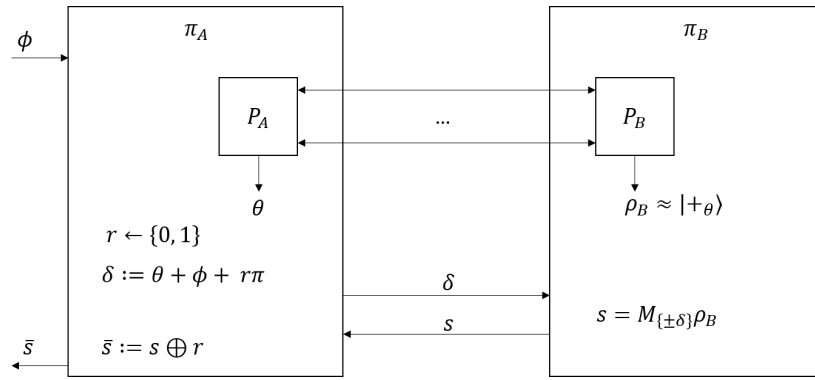 π_A
π_B
ϕ
P_A
...
P_B
θ
ρ_B ≈ |+_θ⟩
r ← {0, 1}
δ := θ + ϕ + rπ
δ
s
s = M_{±δ}ρ_B
s̄
s̄ := s ⊕ r